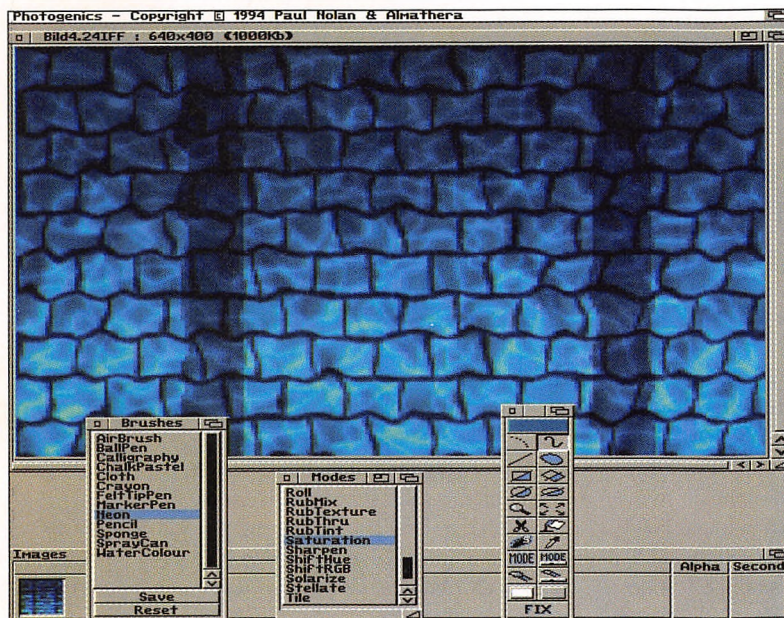 Photogenics - Copyright © 1994 Paul Nolan & Almathera
Bild4.24IFF : 640x400 (1000Kb)
Brushes
AirBrush
BallPen
Calligraphy
ChalkPastel
Cloth
Crayon
FeltTipPen
MarkerPen
Neon
Pencil
Sponge
SprayCan
WaterColour
Save
Reset
Modes
Roll
RubMix
RubTexture
RubThru
RubTint
Saturation
Sharpen
ShiftHue
ShiftRGB
Solarize
Stellate
Tile
MODE MODE
FIX
Images
Alpha
Second